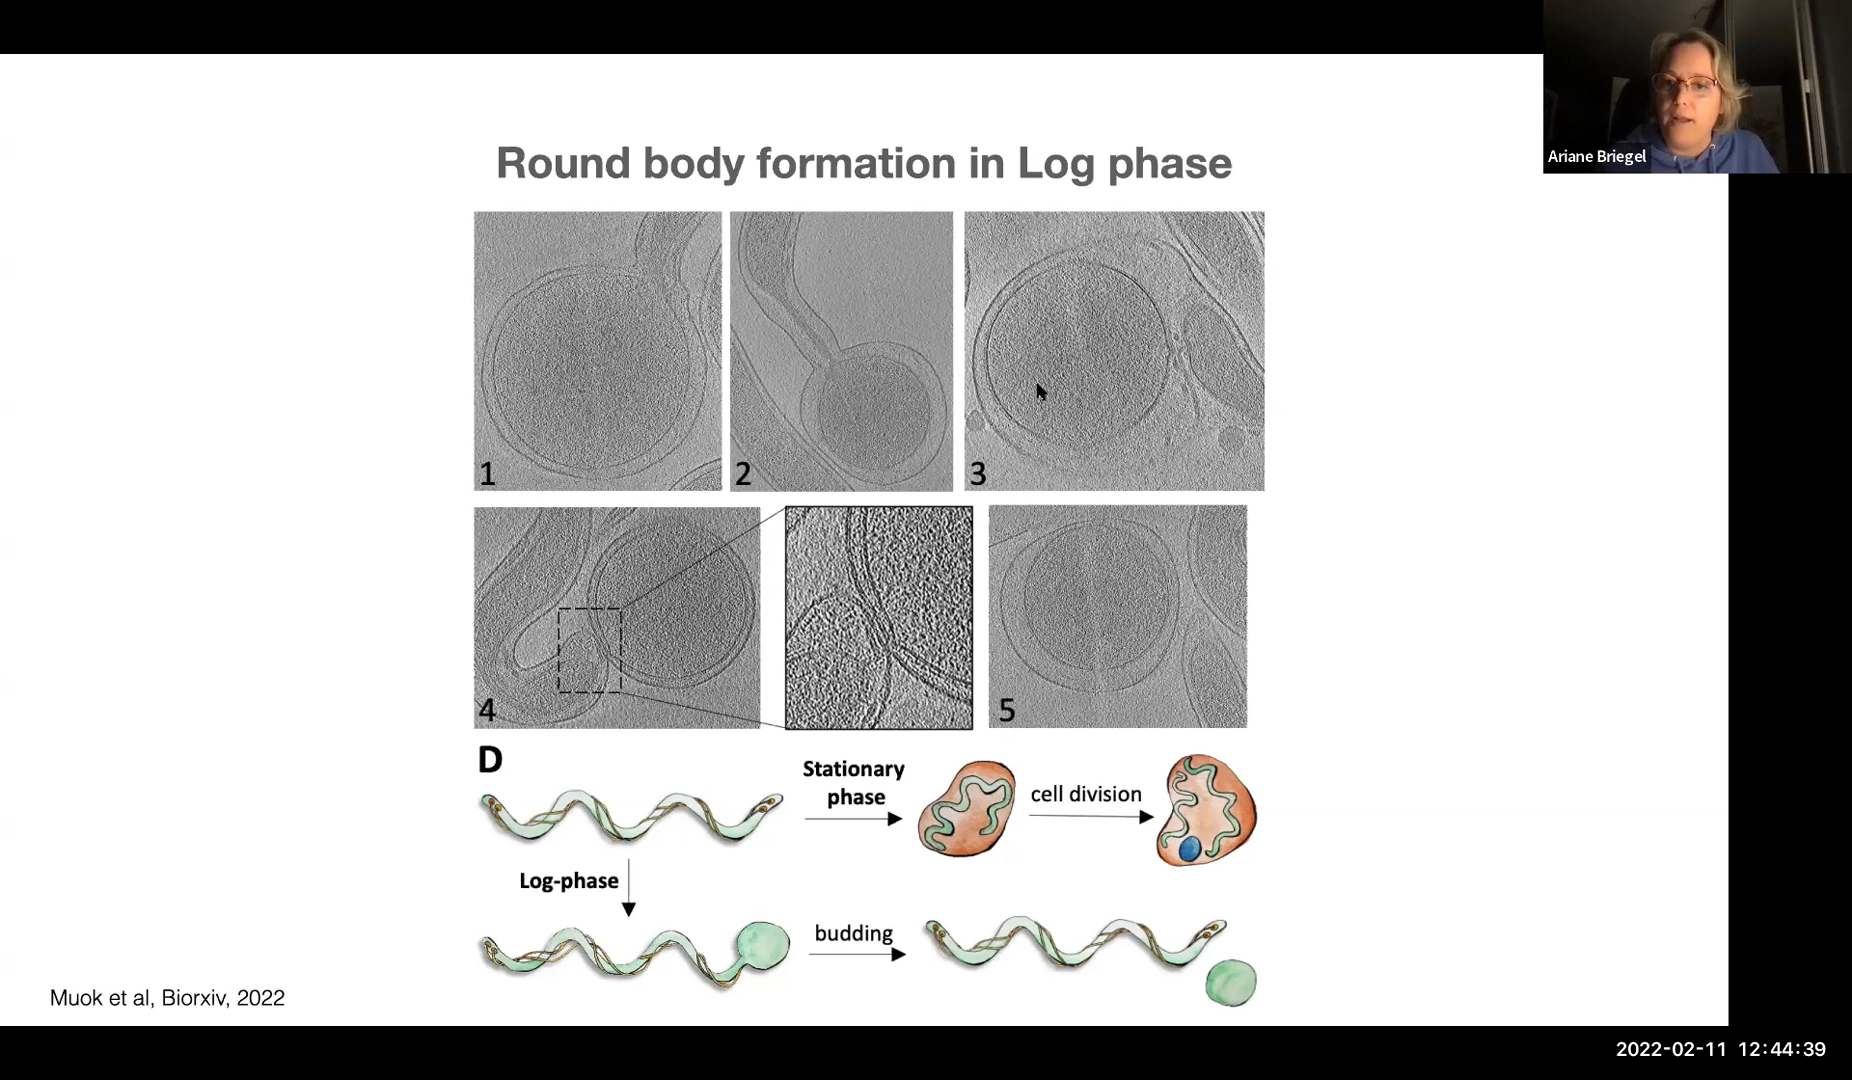 Ariane Briegel
Round body formation in Log phase
1
2
3
4
5
D
Stationary
phase
cell division
Log-phase
budding
Muok et al, Biorxiv, 2022
2022-02-11 12:44:39